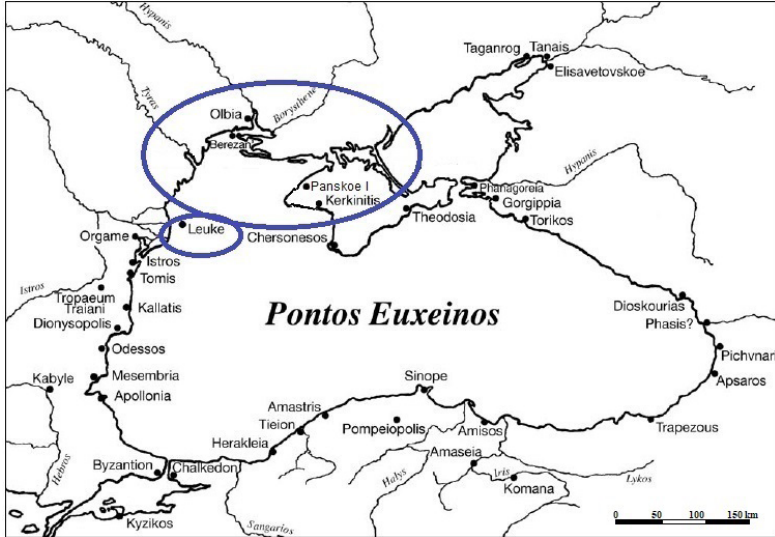 Hypanis
Taganrog Tanais
Elisavetovskoe
Tyras
Olbia
Borysthenes
Berezan
Hypanis
Panskoe I
Phanagoreia
Kerkinitis
Gorgippia
Theodosia
Torikos
Leuke
Orgame
Chersonesos
Istros
Tomis
Istros
Tropaeum
Traiani
Kallatis
Dionysopolis
Pontos Euxeinos
Dioskourias
Phasis?
Odessos
Pichvnari
Kabyle
Mesembria
Sinope
Apsaros
Apollonia
Amastris
Tieion
Pompeiopolis
Amisos
Trapezous
Herakleia
Hebros
Byzantion
Chalkedon
Amaseia
Halys
Iris
Komana
Lykos
Kyzikos
Sangarios
0 50 100 150 km